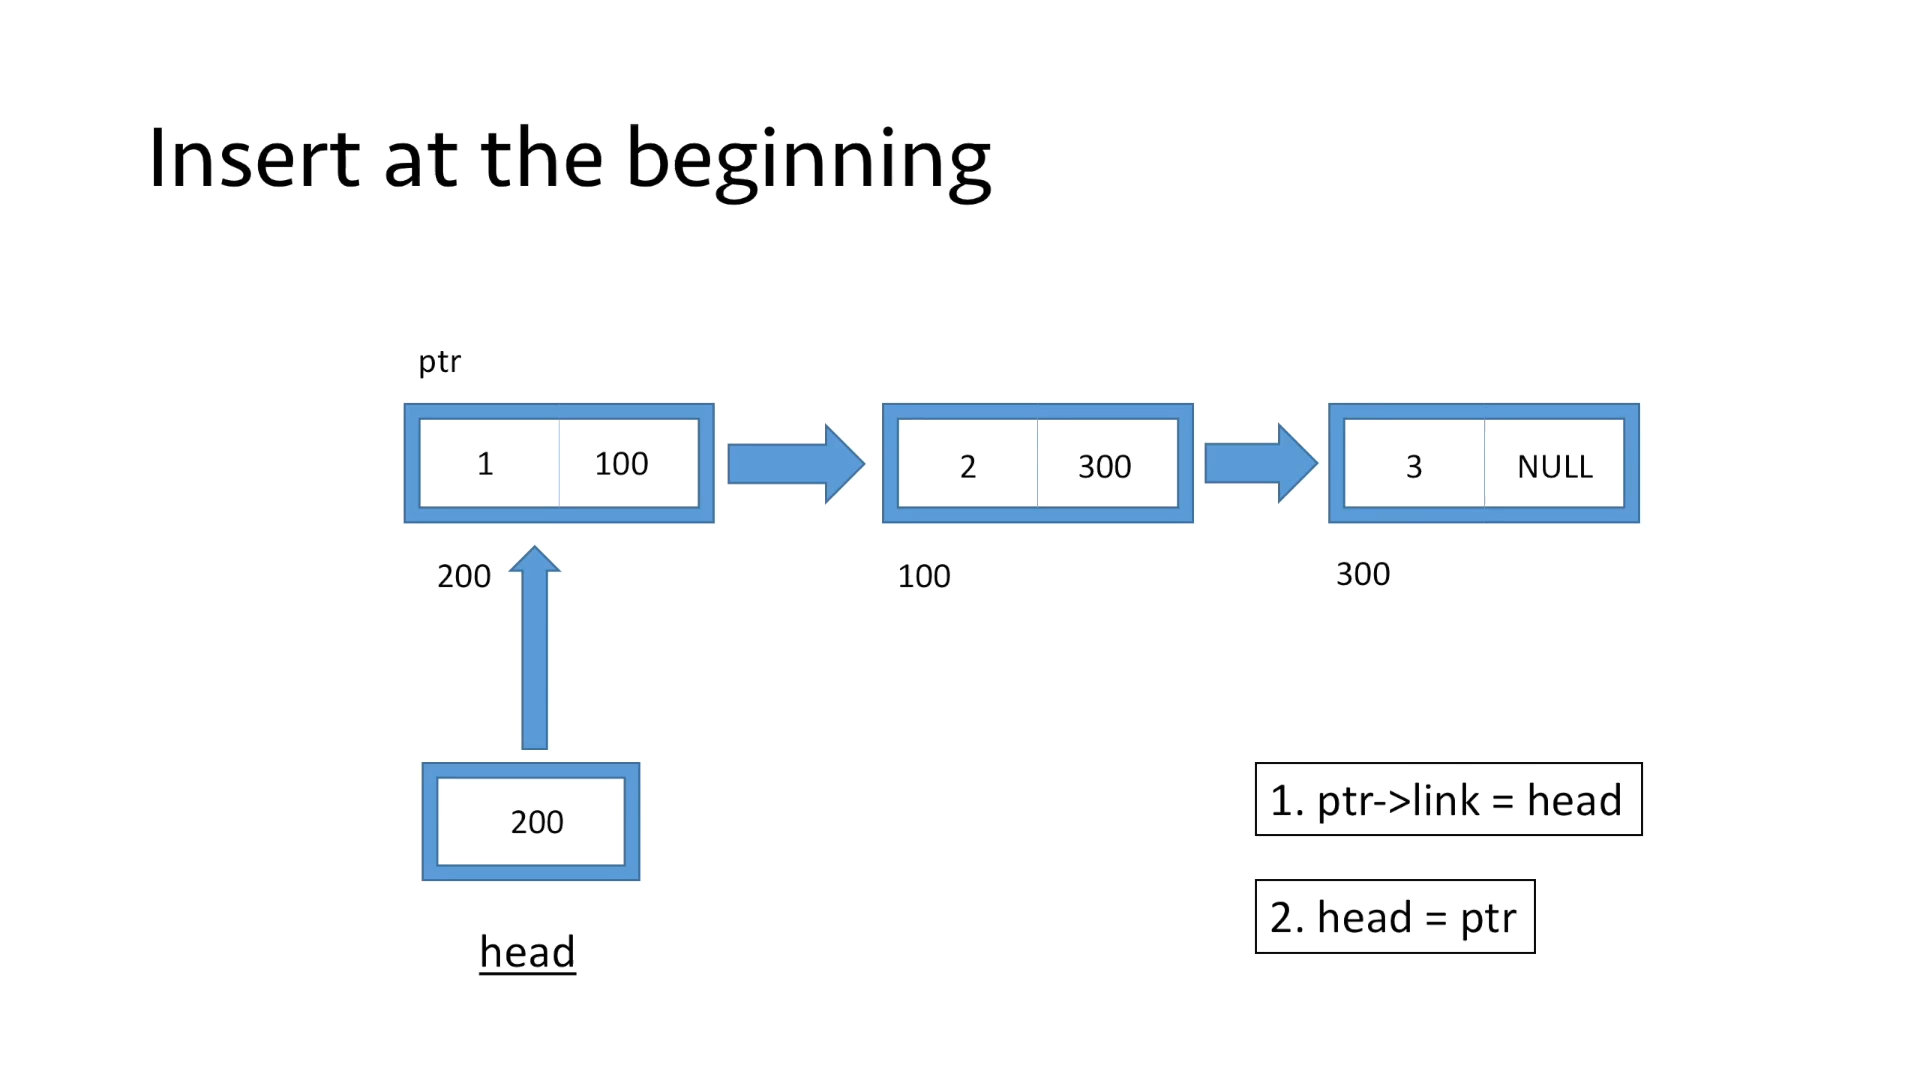 Insert at the beginning
ptr
1 100
2 300
3 NULL
200
100
300
200
head
1. ptr->link = head
2. head = ptr